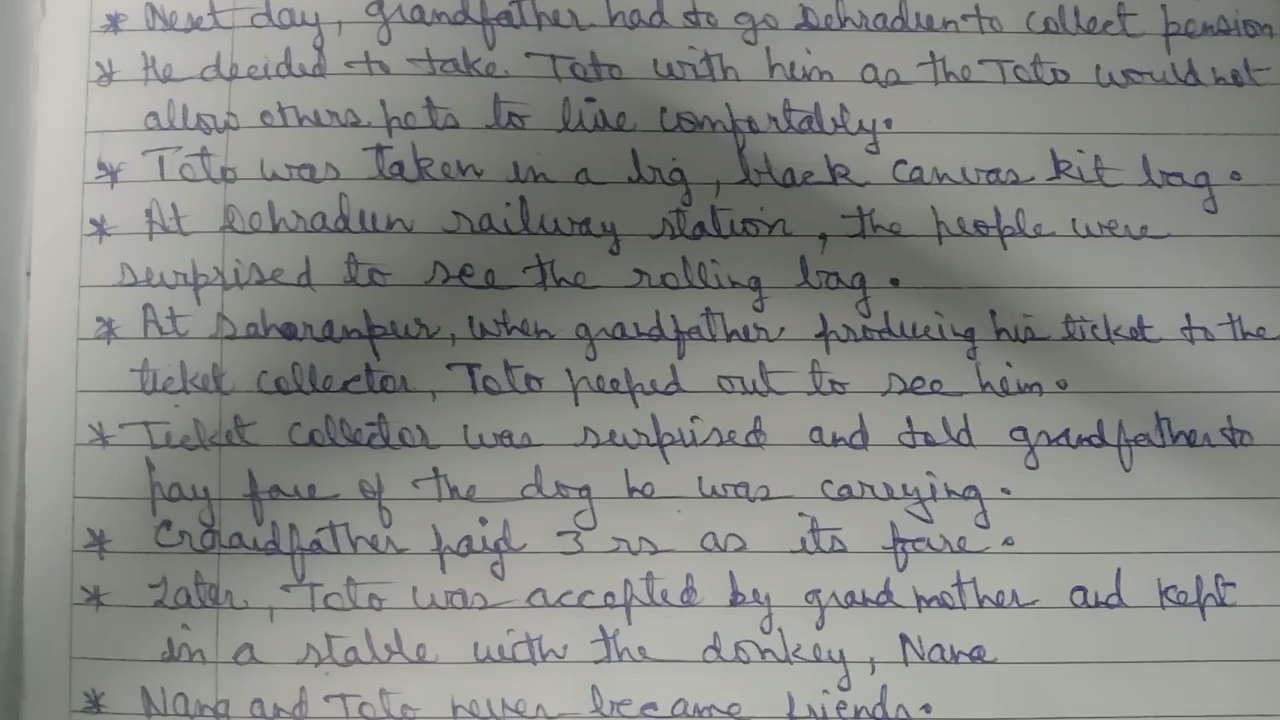 * Next day, grandfather had to go Dehradun to collect pension
* He decided to take Toto with him as the Toto would not
allow others pets to live comfortably.
* Toto was taken in a big, black canvas kit bag.
* At Dehradun railway station, the people were
surprised to see the rolling bag.
* At Saharanpur, when grandfather producing his ticket to the
ticket collector, Toto peeped out to see him.
* Ticket collector was surprised and told grandfather to
pay fare of the dog he was carrying.
* Grandfather paid 3 rs as its fare.
* Later, Toto was accepted by grand mother and kept
in a stable with the donkey, Nana
* Nana and Toto never became friends.